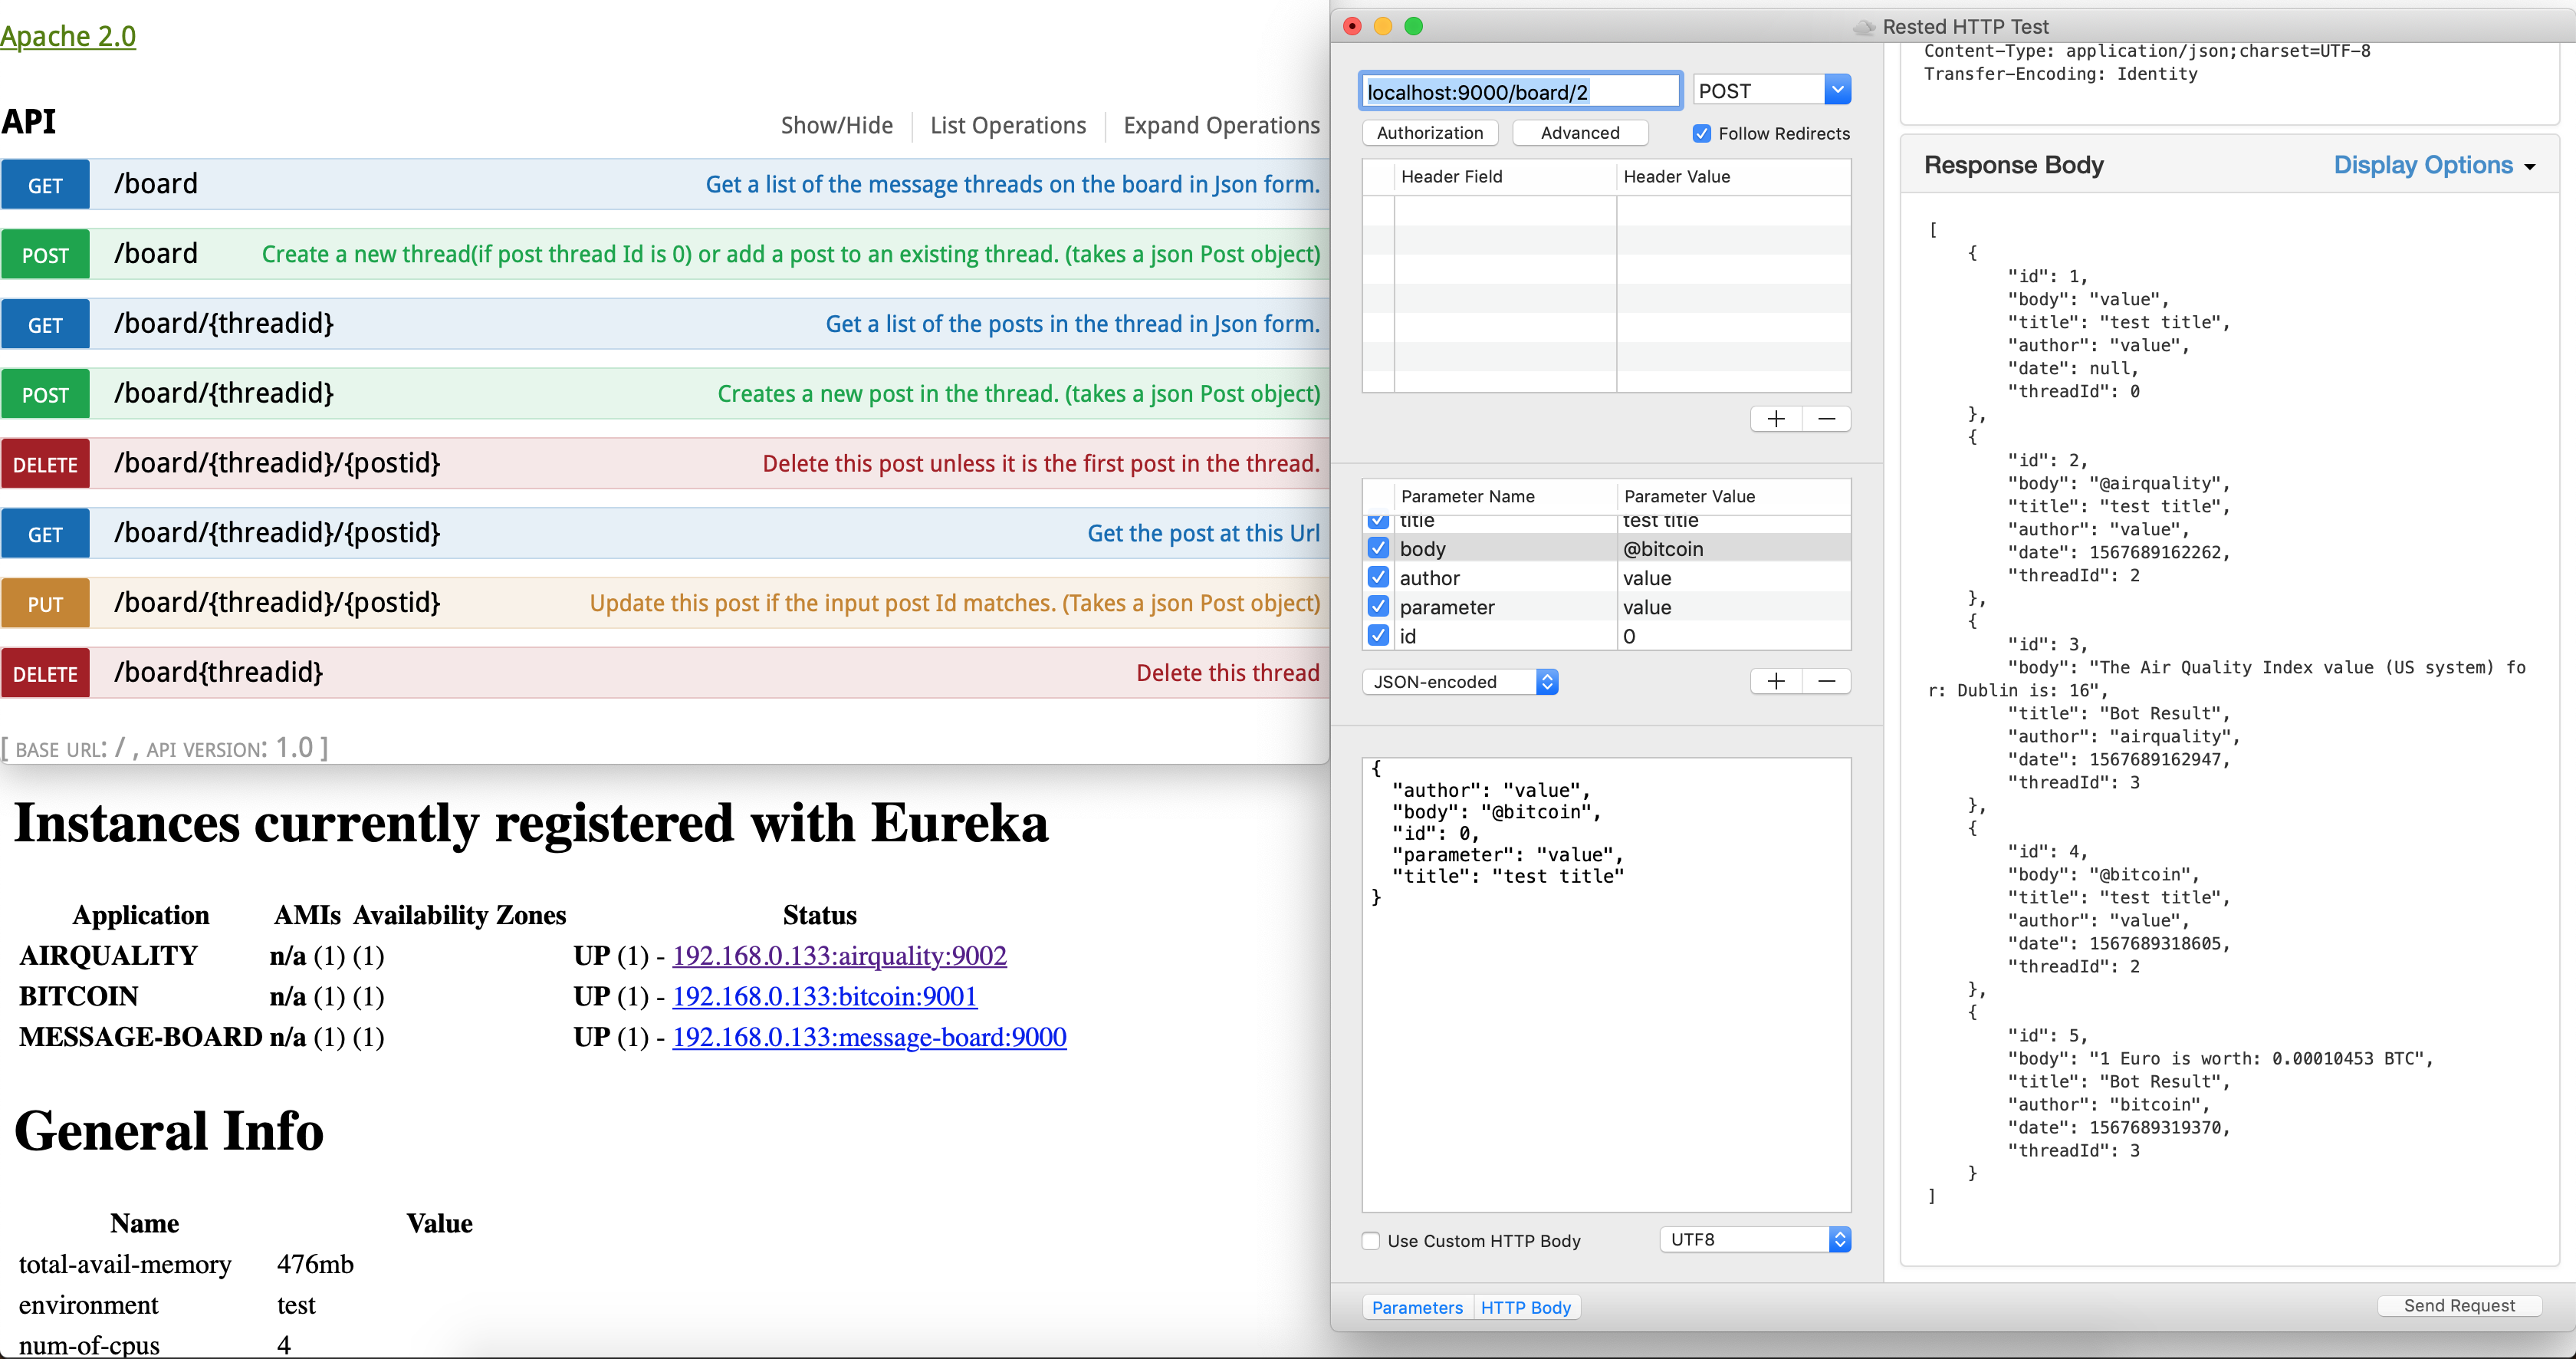 Apache 2.0
API
Show/Hide
List Operations
Expand Operations
GET /board Get a list of the message threads on the board in Json form.
POST /board Create a new thread(if post thread Id is 0) or add a post to an existing thread. (takes a json Post object)
GET /board/{threadid} Get a list of the posts in the thread in Json form.
POST /board/{threadid} Creates a new post in the thread. (takes a json Post object)
DELETE /board/{threadid}/{postid} Delete this post unless it is the first post in the thread.
GET /board/{threadid}/{postid} Get the post at this Url
PUT /board/{threadid}/{postid} Update this post if the input post Id matches. (Takes a json Post object)
DELETE /board{threadid} Delete this thread
[ BASE URL: / , API VERSION: 1.0 ]
Instances currently registered with Eureka
Application AMIs Availability Zones Status
AIRQUALITY n/a (1) (1) UP (1) - 192.168.0.133:airquality:9002
BITCOIN n/a (1) (1) UP (1) - 192.168.0.133:bitcoin:9001
MESSAGE-BOARD n/a (1) (1) UP (1) - 192.168.0.133:message-board:9000
General Info
Name Value
total-avail-memory 476mb
environment test
num-of-cpus 4
Rested HTTP Test
localhost:9000/board/2 POST
Authorization Advanced Follow Redirects
Header Field Header Value
Parameter Name Parameter Value
title test title
body @bitcoin
author value
parameter value
id 0
JSON-encoded
{
"author": "value",
"body": "@bitcoin",
"id": 0,
"parameter": "value",
"title": "test title"
}
Use Custom HTTP Body UTF8
Parameters HTTP Body
Content-Type: application/json;charset=UTF-8
Transfer-Encoding: Identity
Response Body Display Options
[
{
"id": 1,
"body": "value",
"title": "test title",
"author": "value",
"date": null,
"threadId": 0
},
{
"id": 2,
"body": "@airquality",
"title": "test title",
"author": "value",
"date": 1567689162262,
"threadId": 2
},
{
"id": 3,
"body": "The Air Quality Index value (US system) fo
r: Dublin is: 16",
"title": "Bot Result",
"author": "airquality",
"date": 1567689162947,
"threadId": 3
},
{
"id": 4,
"body": "@bitcoin",
"title": "test title",
"author": "value",
"date": 1567689318605,
"threadId": 2
},
{
"id": 5,
"body": "1 Euro is worth: 0.00010453 BTC",
"title": "Bot Result",
"author": "bitcoin",
"date": 1567689319370,
"threadId": 3
}
]
Send Request